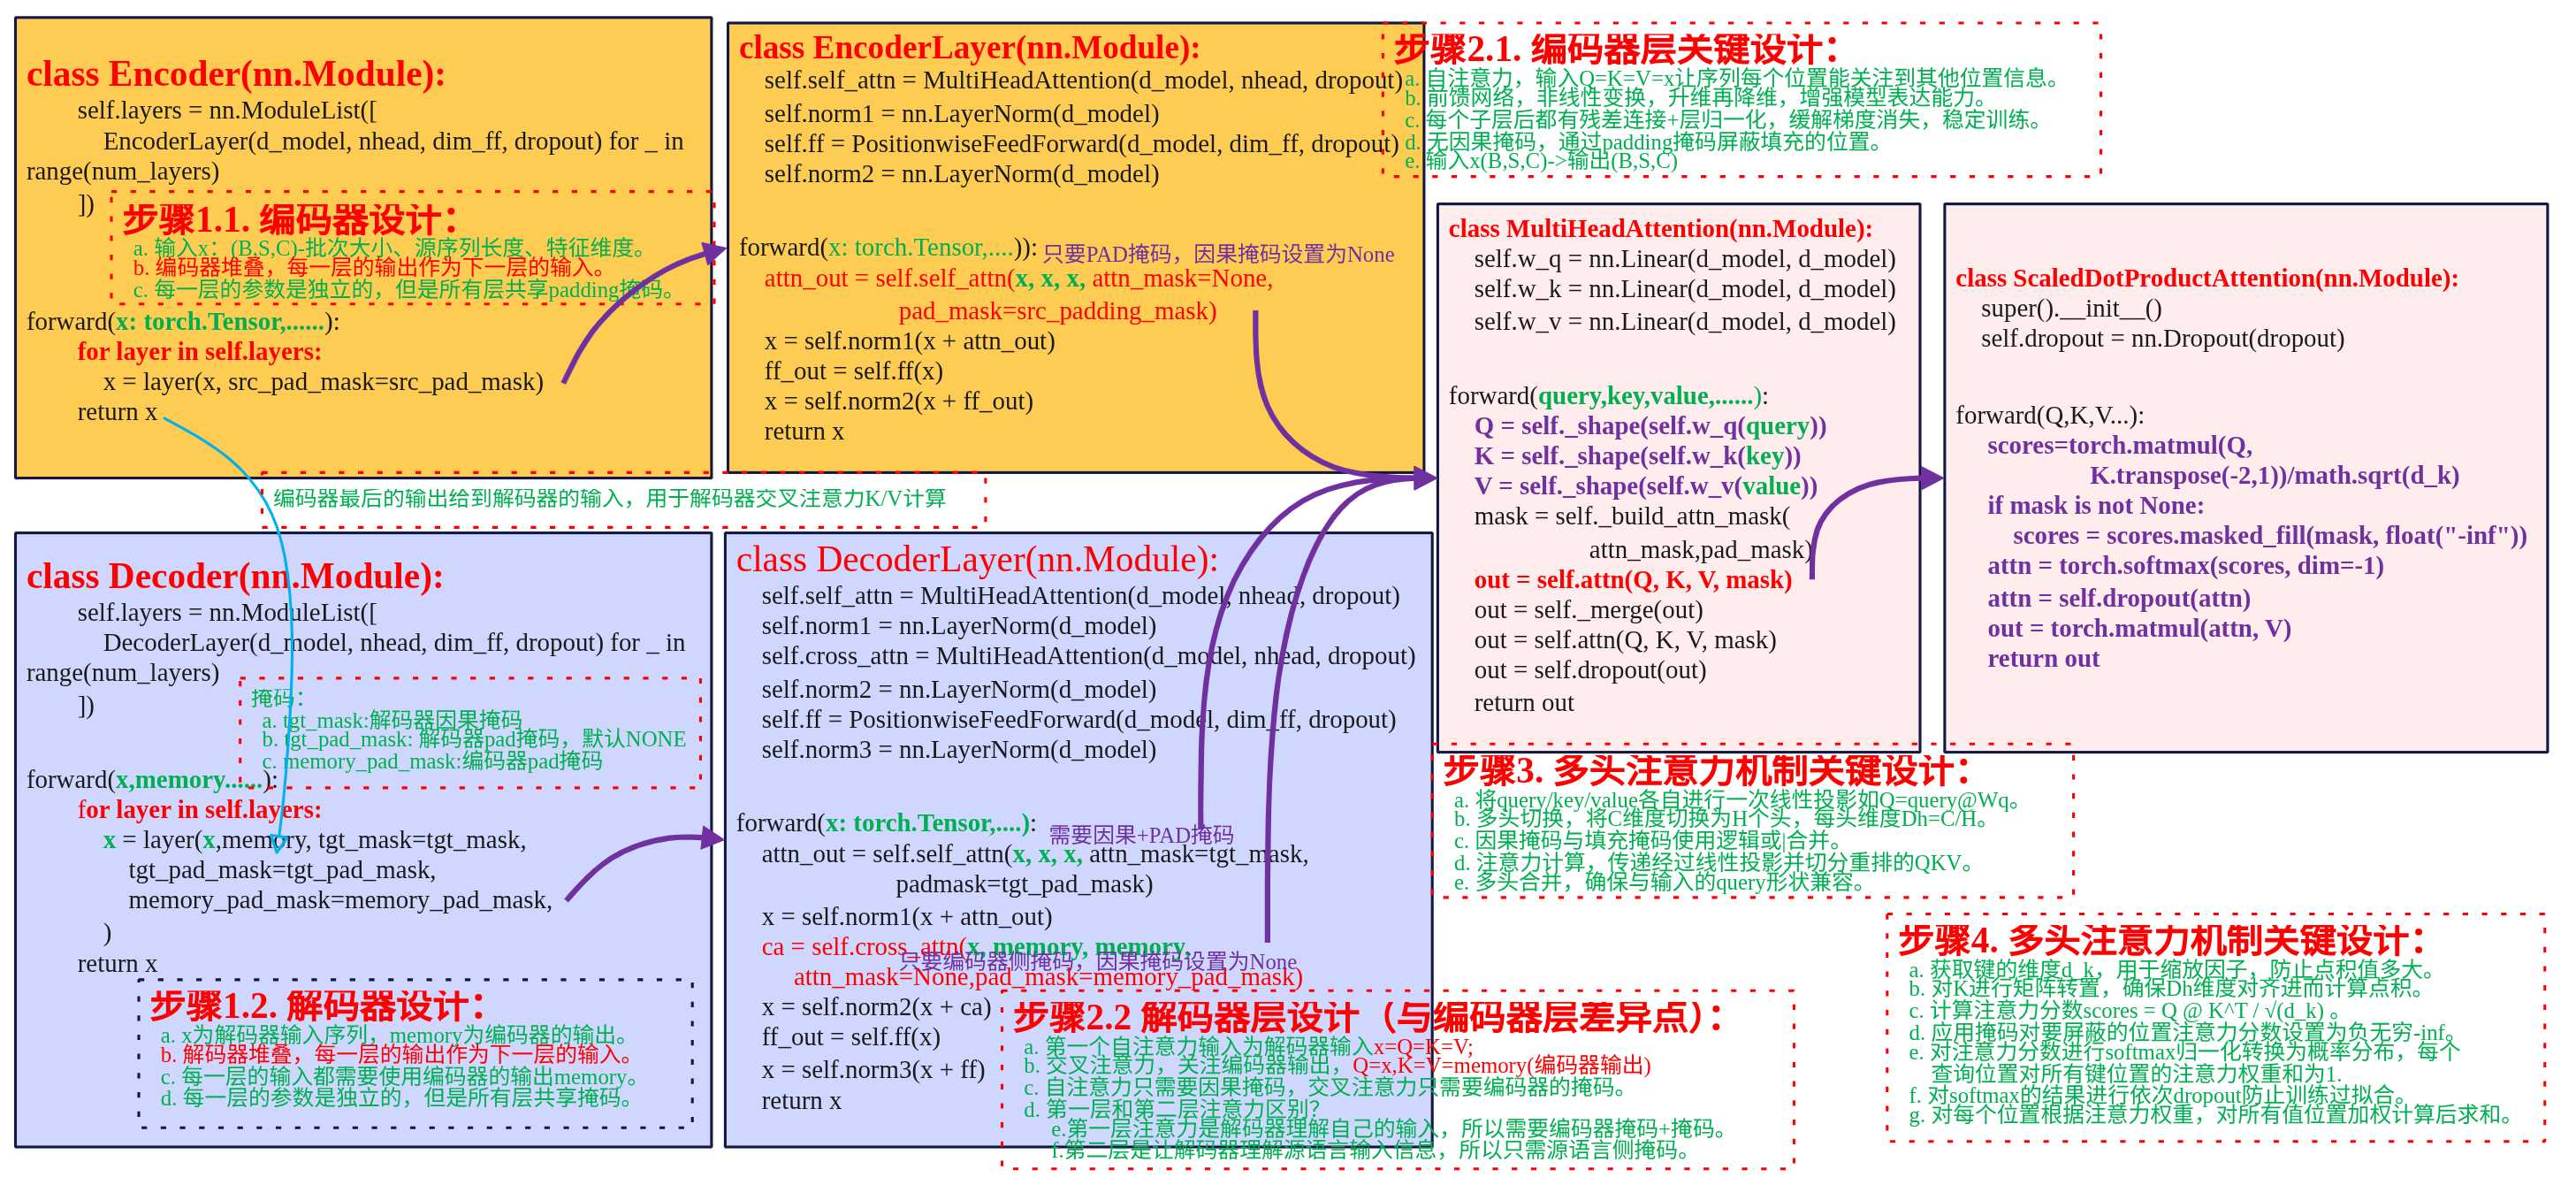 class Encoder(nn.Module):
self.layers = nn.ModuleList([
EncoderLayer(d_model, nhead, dim_ff, dropout) for _ in
range(num_layers)
])
步骤1.1. 编码器设计：
a. 输入x：(B,S,C)-批次大小、源序列长度、特征维度。
b. 编码器堆叠，每一层的输出作为下一层的输入。
c. 每一层的参数是独立的，但是所有层共享padding掩码。
forward(x: torch.Tensor,......):
for layer in self.layers:
x = layer(x, src_pad_mask=src_pad_mask)
return x
class EncoderLayer(nn.Module):
self.self_attn = MultiHeadAttention(d_model, nhead, dropout)
self.norm1 = nn.LayerNorm(d_model)
self.ff = PositionwiseFeedForward(d_model, dim_ff, dropout)
self.norm2 = nn.LayerNorm(d_model)
forward(x: torch.Tensor,....)):
只要PAD掩码，因果掩码设置为None
attn_out = self.self_attn(x, x, x, attn_mask=None,
pad_mask=src_padding_mask)
x = self.norm1(x + attn_out)
ff_out = self.ff(x)
x = self.norm2(x + ff_out)
return x
步骤2.1. 编码器层关键设计：
a. 自注意力，输入Q=K=V=x让序列每个位置能关注到其他位置信息。
b. 前馈网络，非线性变换，升维再降维，增强模型表达能力。
c. 每个子层后都有残差连接+层归一化，缓解梯度消失，稳定训练。
d. 无因果掩码，通过padding掩码屏蔽填充的位置。
e. 输入x(B,S,C)->输出(B,S,C)
class MultiHeadAttention(nn.Module):
self.w_q = nn.Linear(d_model, d_model)
self.w_k = nn.Linear(d_model, d_model)
self.w_v = nn.Linear(d_model, d_model)
forward(query,key,value,......):
Q = self._shape(self.w_q(query))
K = self._shape(self.w_k(key))
V = self._shape(self.w_v(value))
mask = self._build_attn_mask(
attn_mask,pad_mask)
out = self.attn(Q, K, V, mask)
out = self._merge(out)
out = self.attn(Q, K, V, mask)
out = self.dropout(out)
return out
class ScaledDotProductAttention(nn.Module):
super().__init__()
self.dropout = nn.Dropout(dropout)
forward(Q,K,V...):
scores=torch.matmul(Q,
K.transpose(-2,1))/math.sqrt(d_k)
if mask is not None:
scores = scores.masked_fill(mask, float("-inf"))
attn = torch.softmax(scores, dim=-1)
attn = self.dropout(attn)
out = torch.matmul(attn, V)
return out
编码器最后的输出给到解码器的输入，用于解码器交叉注意力K/V计算
class Decoder(nn.Module):
self.layers = nn.ModuleList([
DecoderLayer(d_model, nhead, dim_ff, dropout) for _ in
range(num_layers)
])
掩码：
a. tgt_mask:解码器因果掩码
b. tgt_pad_mask: 解码器pad掩码，默认NONE
c. memory_pad_mask:编码器pad掩码
forward(x,memory......):
for layer in self.layers:
x = layer(x,memory, tgt_mask=tgt_mask,
tgt_pad_mask=tgt_pad_mask,
memory_pad_mask=memory_pad_mask,
)
return x
步骤1.2. 解码器设计：
a. x为解码器输入序列，memory为编码器的输出。
b. 解码器堆叠，每一层的输出作为下一层的输入。
c. 每一层的输入都需要使用编码器的输出memory。
d. 每一层的参数是独立的，但是所有层共享掩码。
class DecoderLayer(nn.Module):
self.self_attn = MultiHeadAttention(d_model, nhead, dropout)
self.norm1 = nn.LayerNorm(d_model)
self.cross_attn = MultiHeadAttention(d_model, nhead, dropout)
self.norm2 = nn.LayerNorm(d_model)
self.ff = PositionwiseFeedForward(d_model, dim_ff, dropout)
self.norm3 = nn.LayerNorm(d_model)
forward(x: torch.Tensor,....):
需要因果+PAD掩码
attn_out = self.self_attn(x, x, x, attn_mask=tgt_mask,
padmask=tgt_pad_mask)
x = self.norm1(x + attn_out)
ca = self.cross_attn(x, memory, memory,
只要编码器侧掩码，因果掩码设置为None
attn_mask=None,pad_mask=memory_pad_mask)
x = self.norm2(x + ca)
ff_out = self.ff(x)
x = self.norm3(x + ff)
return x
步骤2.2 解码器层设计（与编码器层差异点）：
a. 第一个自注意力输入为解码器输入x=Q=K=V;
b. 交叉注意力，关注编码器输出，Q=x,K=V=memory(编码器输出)
c. 自注意力只需要因果掩码，交叉注意力只需要编码器的掩码。
d. 第一层和第二层注意力区别？
e.第一层注意力是解码器理解自己的输入，所以需要编码器掩码+掩码。
f.第二层是让解码器理解源语言输入信息，所以只需源语言侧掩码。
步骤3. 多头注意力机制关键设计：
a. 将query/key/value各自进行一次线性投影如Q=query@Wq。
b. 多头切换，将C维度切换为H个头，每头维度Dh=C/H。
c. 因果掩码与填充掩码使用逻辑或|合并。
d. 注意力计算，传递经过线性投影并切分重排的QKV。
e. 多头合并，确保与输入的query形状兼容。
步骤4. 多头注意力机制关键设计：
a. 获取键的维度d_k，用于缩放因子，防止点积值多大。
b. 对K进行矩阵转置，确保Dh维度对齐进而计算点积。
c. 计算注意力分数scores = Q @ K^T / √(d_k) 。
d. 应用掩码对要屏蔽的位置注意力分数设置为负无穷-inf。
e. 对注意力分数进行softmax归一化转换为概率分布，每个
查询位置对所有键位置的注意力权重和为1.
f. 对softmax的结果进行依次dropout防止训练过拟合。
g. 对每个位置根据注意力权重，对所有值位置加权计算后求和。